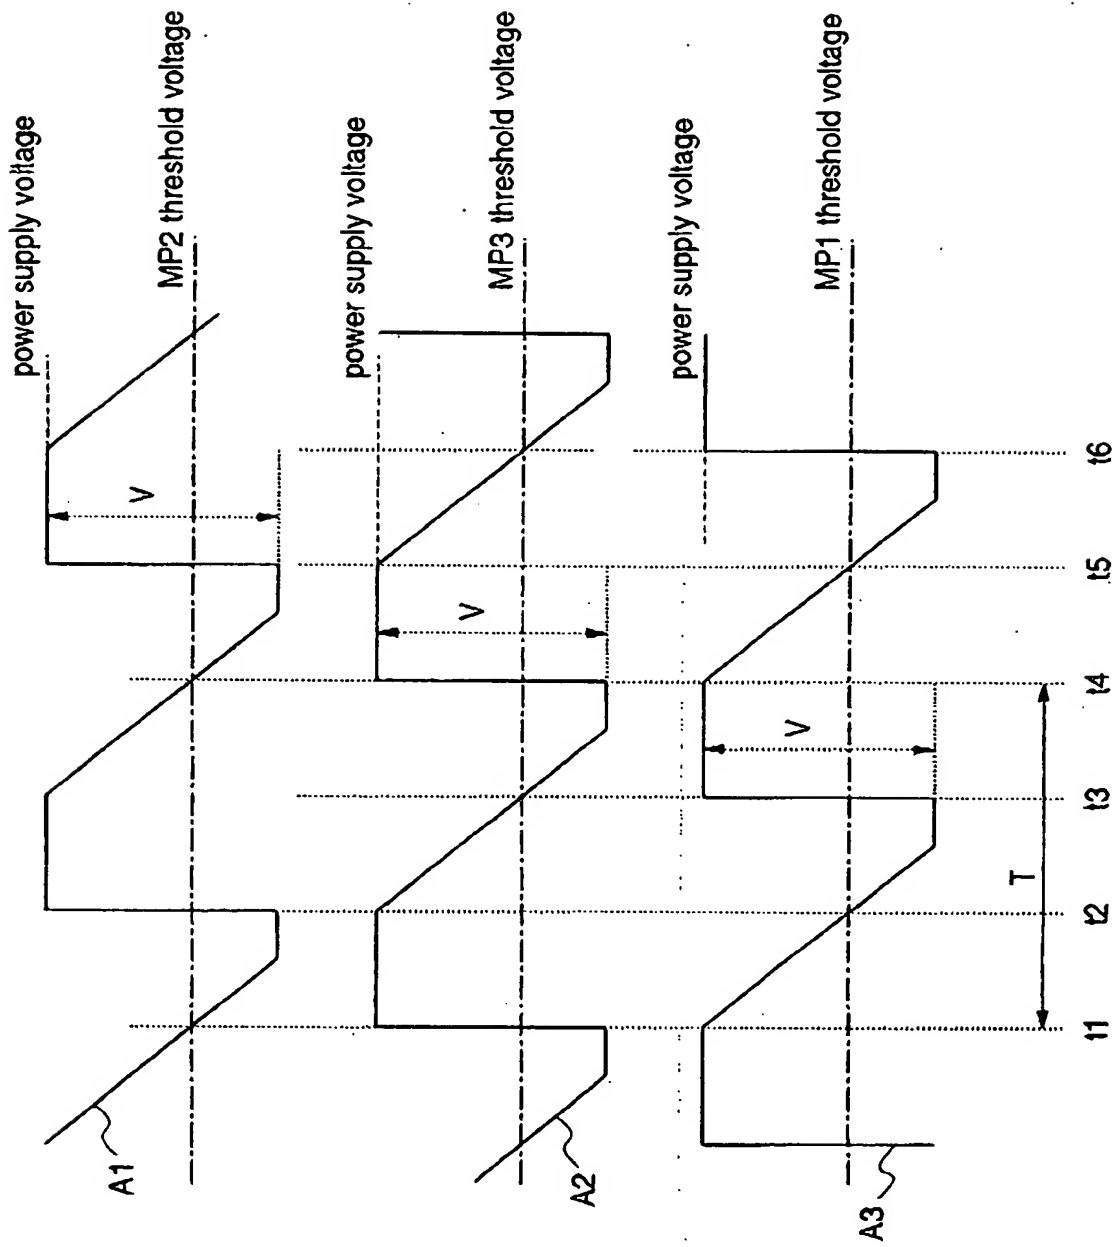 power supply voltage
MP2 threshold voltage
V
A1
power supply voltage
MP3 threshold voltage
V
A2
power supply voltage
MP1 threshold voltage
V
A3
T
t1 t2 t3 t4 t5 t6